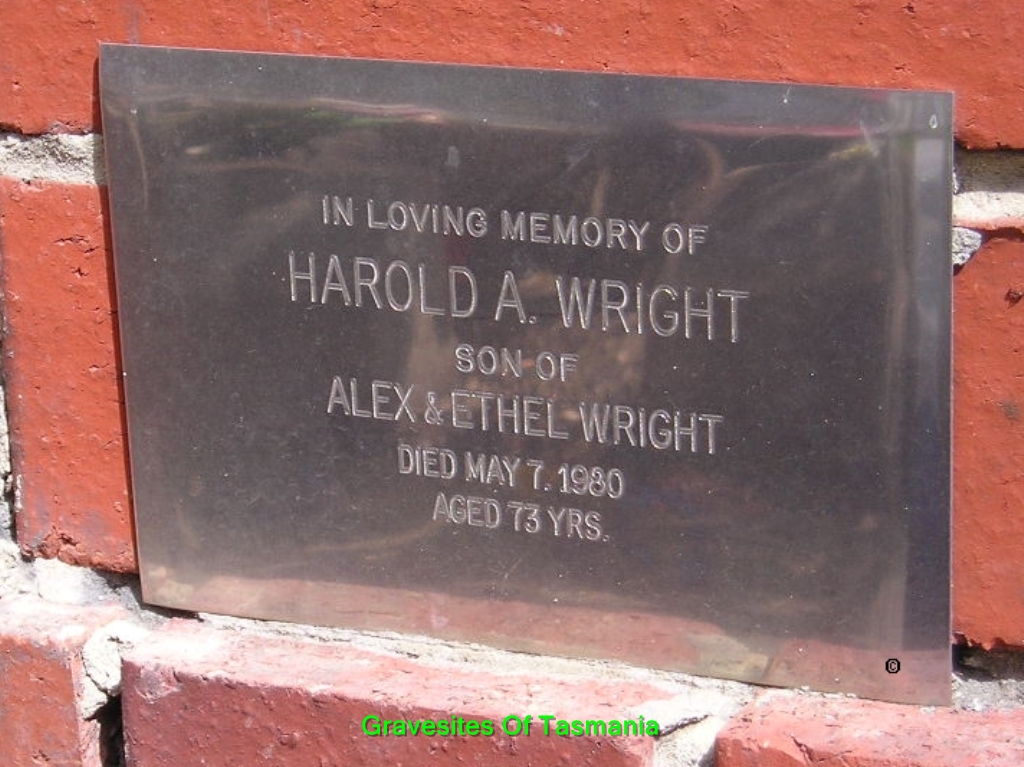 IN LOVING MEMORY OF
HAROLD A. WRIGHT
SON OF
ALEX & ETHEL WRIGHT
DIED MAY 7. 1980
AGED 73 YRS.
©
Gravesites Of Tasmania